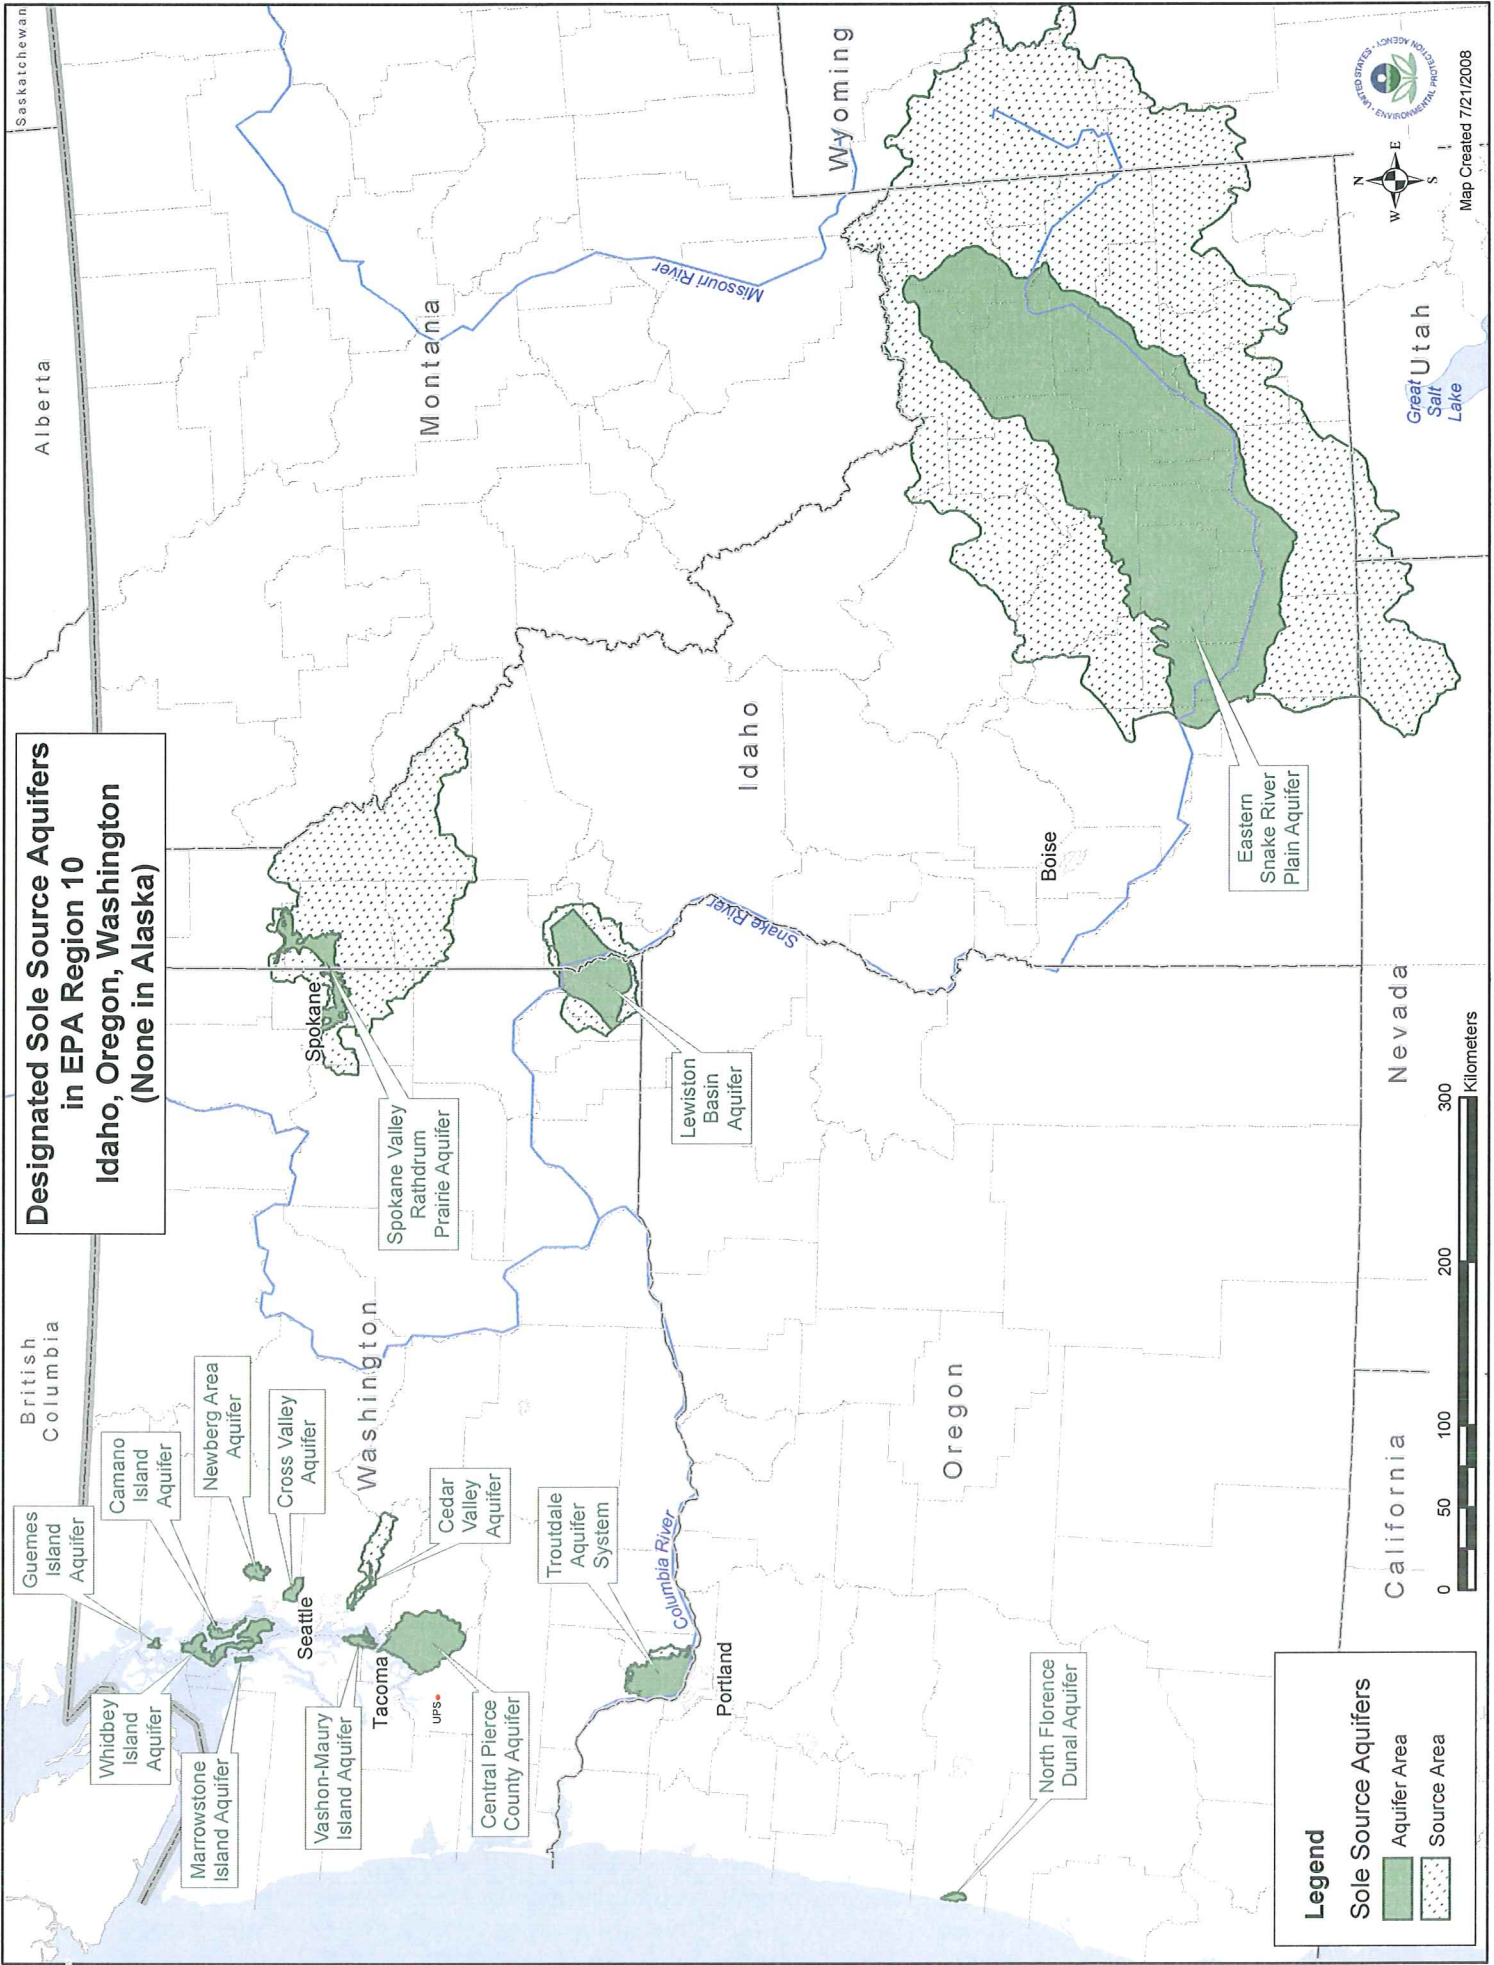 Designated Sole Source Aquifers
in EPA Region 10
Idaho, Oregon, Washington
(None in Alaska)
British
Columbia
Alberta
Saskatchewan
Guemes
Island
Aquifer
Camano
Island
Aquifer
Newberg Area
Aquifer
Cross Valley
Aquifer
Whidbey
Island
Aquifer
Marrowstone
Island Aquifer
Seattle
Washington
Spokane
Montana
Vashon-Maury
Island Aquifer
Tacoma
UPS
Cedar
Valley
Aquifer
Central Pierce
County Aquifer
Spokane Valley
Rathdrum
Prairie Aquifer
Troutdale
Aquifer
System
Columbia River
Portland
Lewiston
Basin
Aquifer
Snake River
Idaho
Missouri River
Wyoming
Oregon
Boise
North Florence
Dunal Aquifer
Eastern
Snake River
Plain Aquifer
California
Nevada
Utah
Great
Salt
Lake
Legend
Sole Source Aquifers
Aquifer Area
Source Area
0 50 100 200 300
Kilometers
N
W E
S
UNITED STATES
ENVIRONMENTAL PROTECTION AGENCY
Map Created 7/21/2008